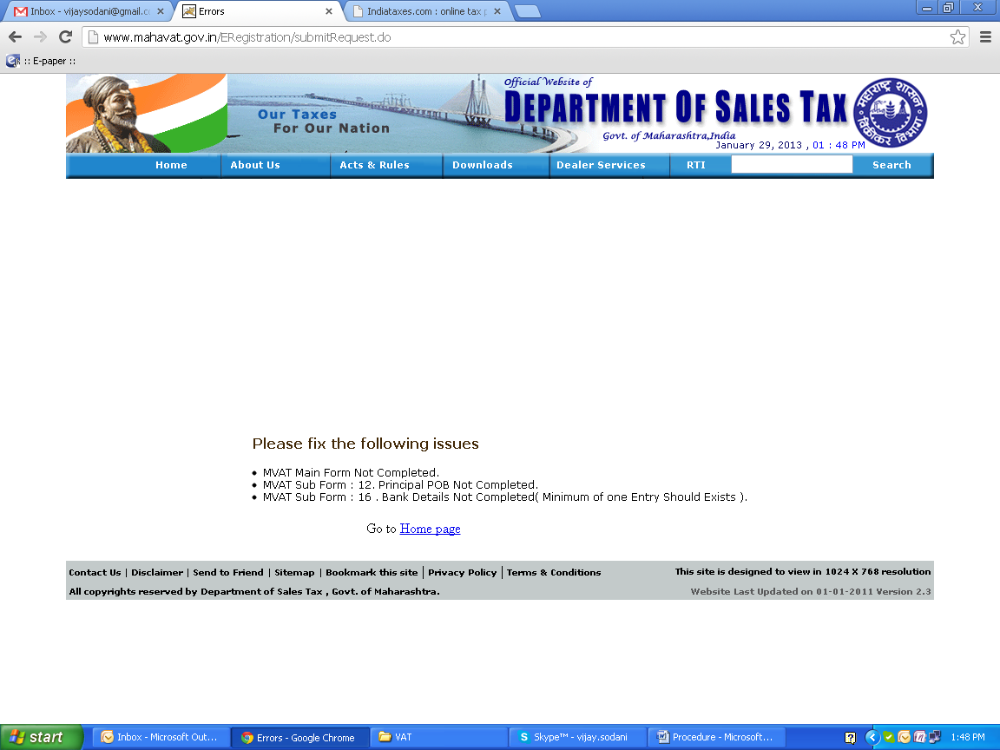 Inbox - vijaysodani@gmail.c
Errors
Indiataxes.com : online tax
www.mahavat.gov.in/ERegistration/submitRequest.do
:: E-paper ::
Official Website of
DEPARTMENT OF SALES TAX
Our Taxes
For Our Nation
Govt. of Maharashtra,India
January 29, 2013 , 01 : 48 PM
महाराष्ट्र शासन
विक्रीकर विभाग
Home About Us Acts & Rules Downloads Dealer Services RTI Search
Please fix the following issues
• MVAT Main Form Not Completed.
• MVAT Sub Form : 12. Principal POB Not Completed.
• MVAT Sub Form : 16 . Bank Details Not Completed( Minimum of one Entry Should Exists ).
Go to Home page
Contact Us | Disclaimer | Send to Friend | Sitemap | Bookmark this site | Privacy Policy | Terms & Conditions
This site is designed to view in 1024 X 768 resolution
All copyrights reserved by Department of Sales Tax , Govt. of Maharashtra.
Website Last Updated on 01-01-2011 Version 2.3
start
Inbox - Microsoft Out...
Errors - Google Chrome
VAT
Skype™ - vijay.sodani
Procedure - Microsoft...
1:48 PM